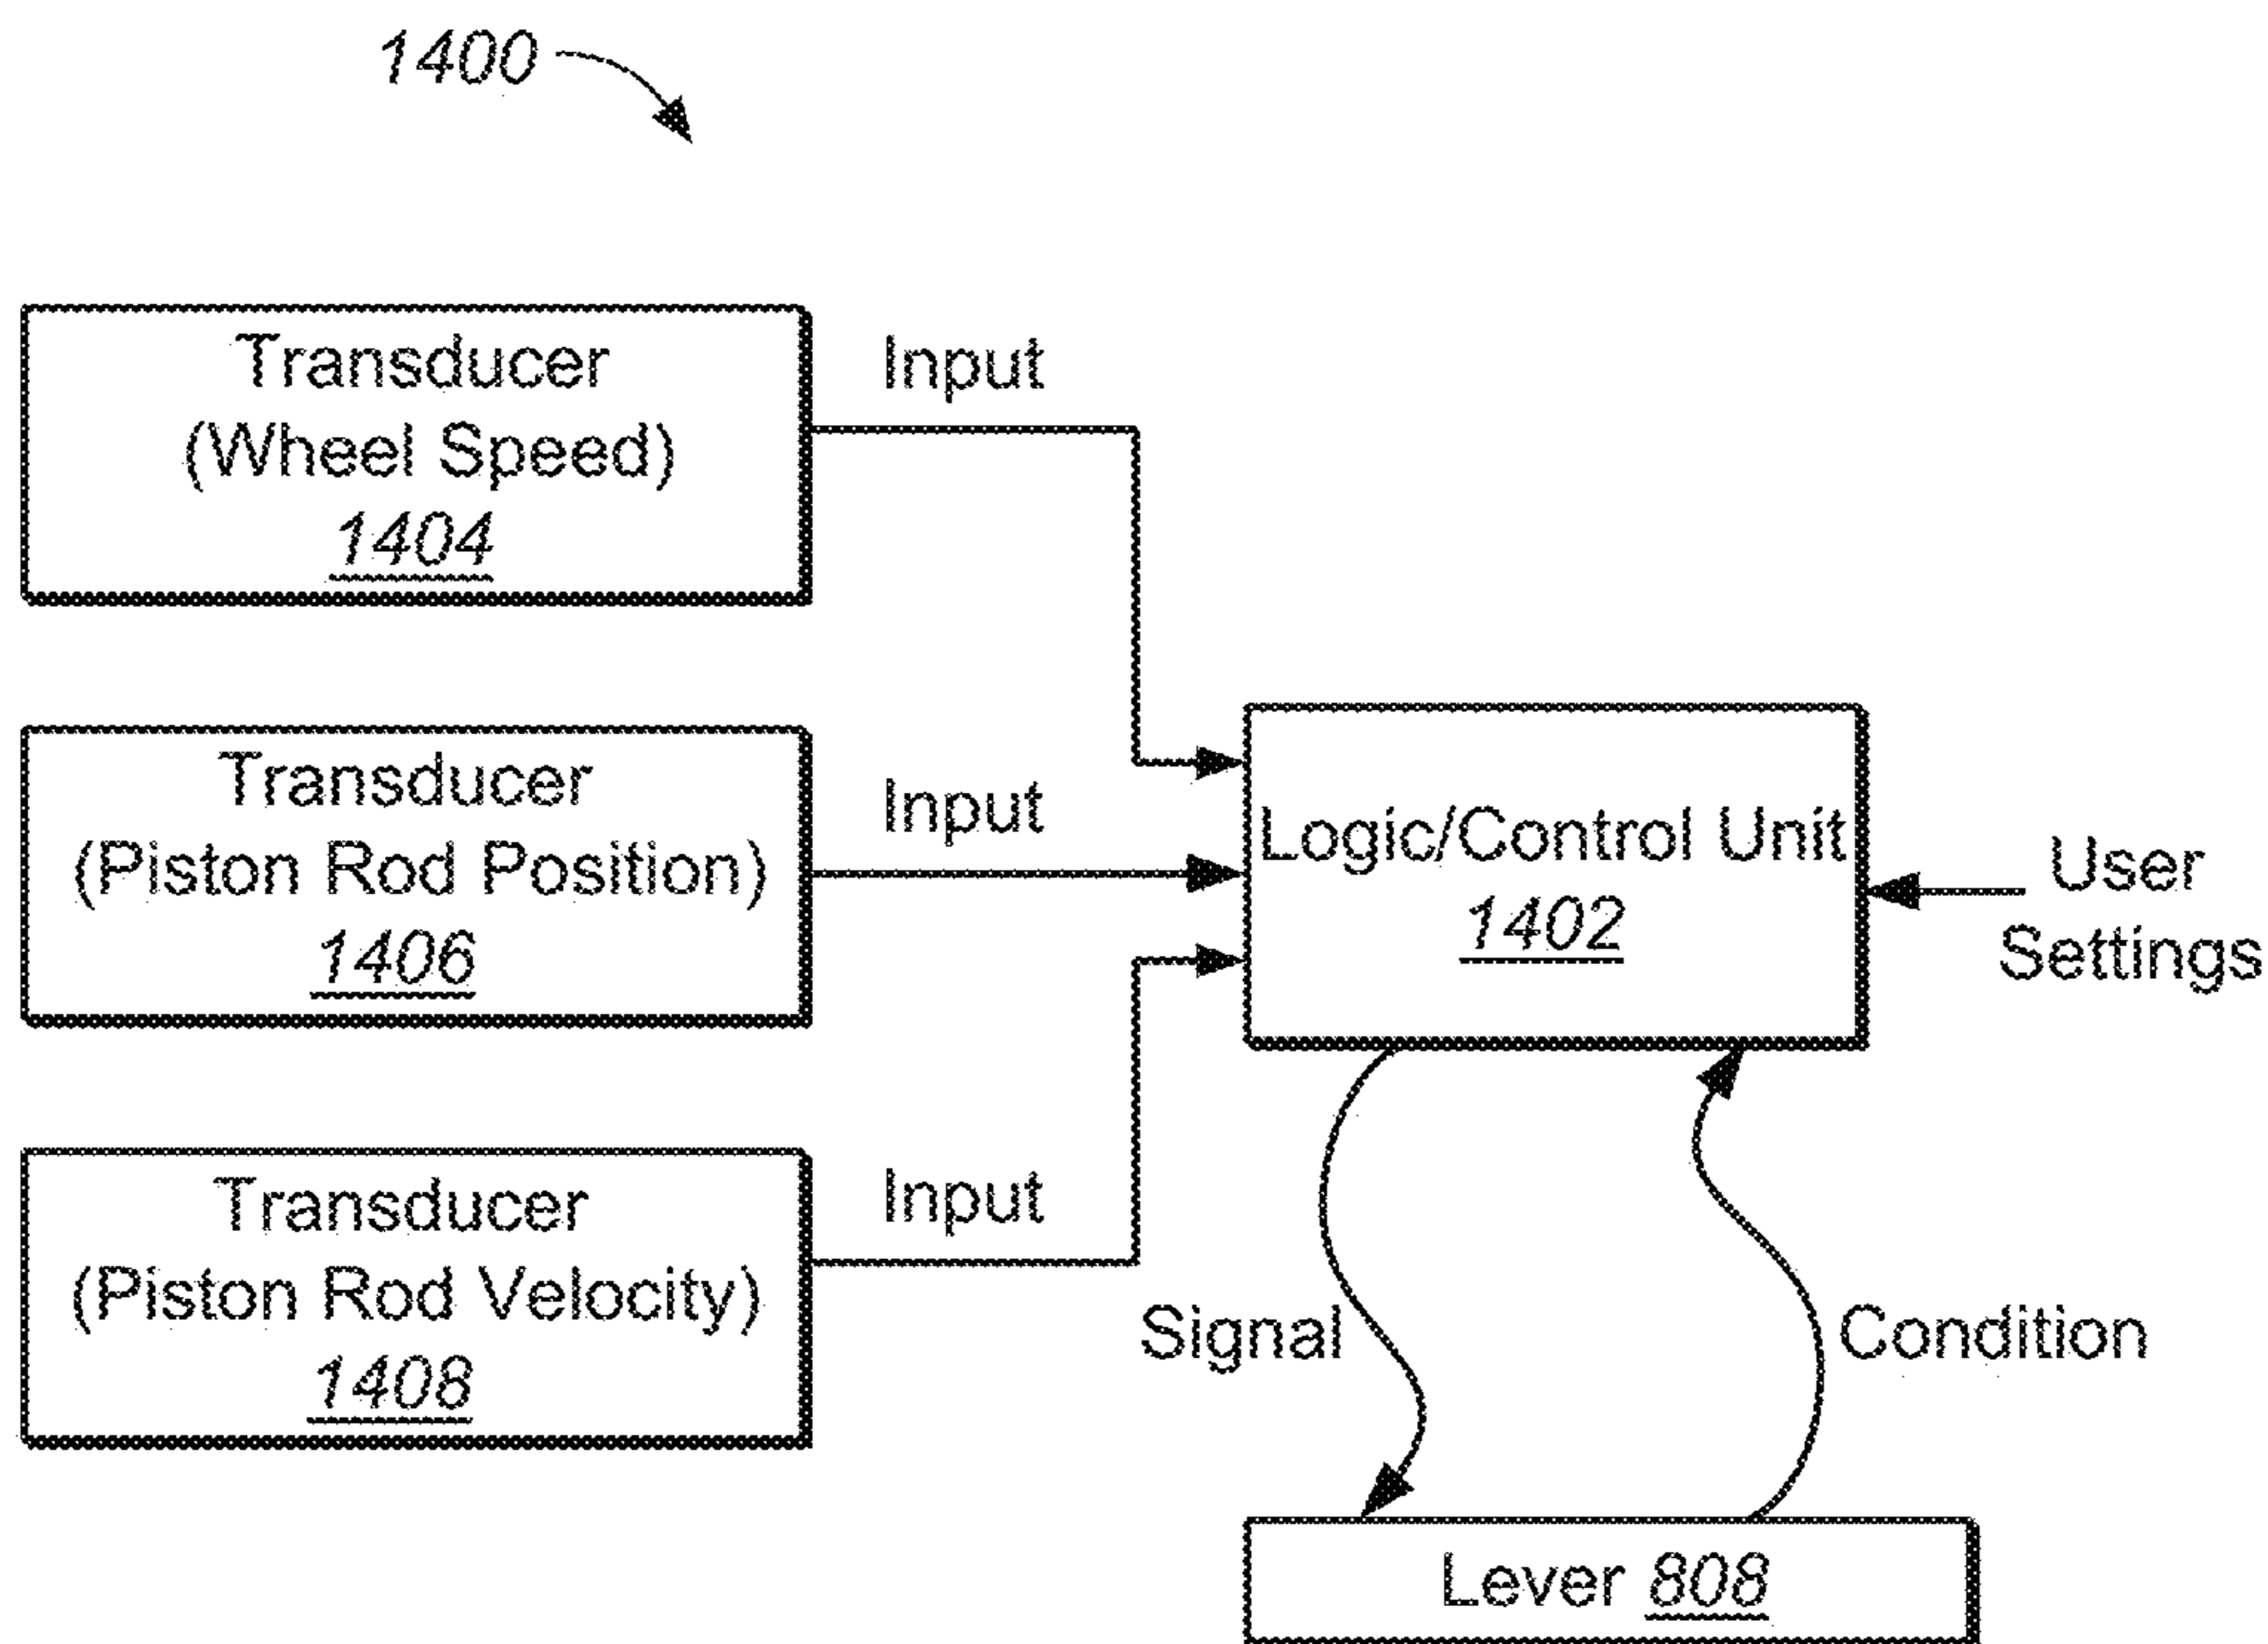 1400
Transducer
(Wheel Speed)
1404
Input
Transducer
(Piston Rod Position)
1406
Input
Logic/Control Unit
1402
User
Settings
Transducer
(Piston Rod Velocity)
1408
Input
Signal
Condition
Lever 808